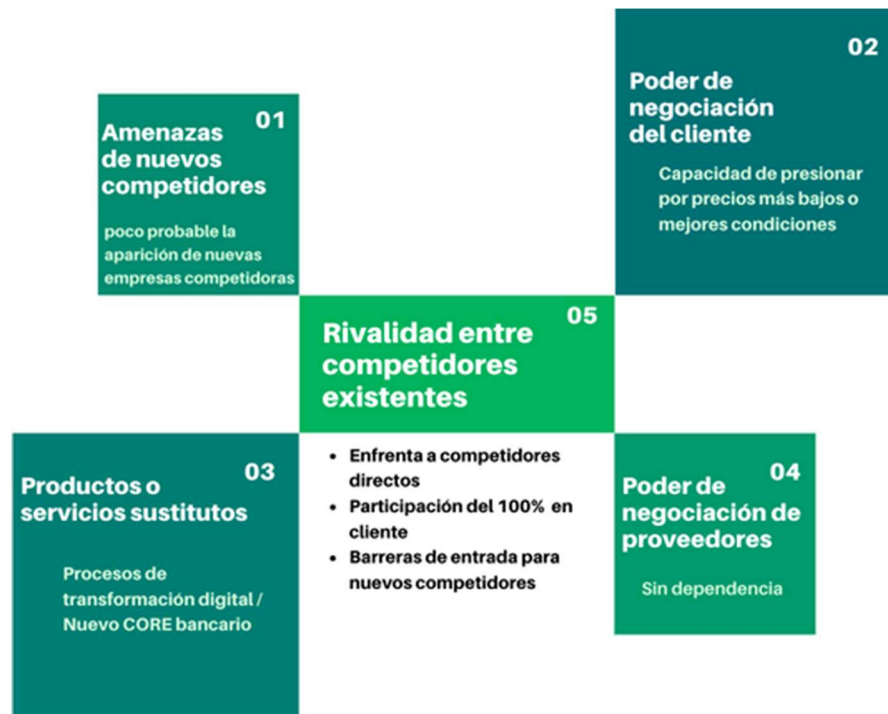 01
Amenazas
de nuevos
competidores
poco probable la
aparición de nuevas
empresas competidoras
02
Poder de
negociación
del cliente
Capacidad de presionar
por precios más bajos o
mejores condiciones
03
Productos o
servicios sustitutos
Procesos de
transformación digital /
Nuevo CORE bancario
04
Poder de
negociación de
proveedores
Sin dependencia
05
Rivalidad entre
competidores
existentes
• Enfrenta a competidores
directos
• Participación del 100% en
cliente
• Barreras de entrada para
nuevos competidores